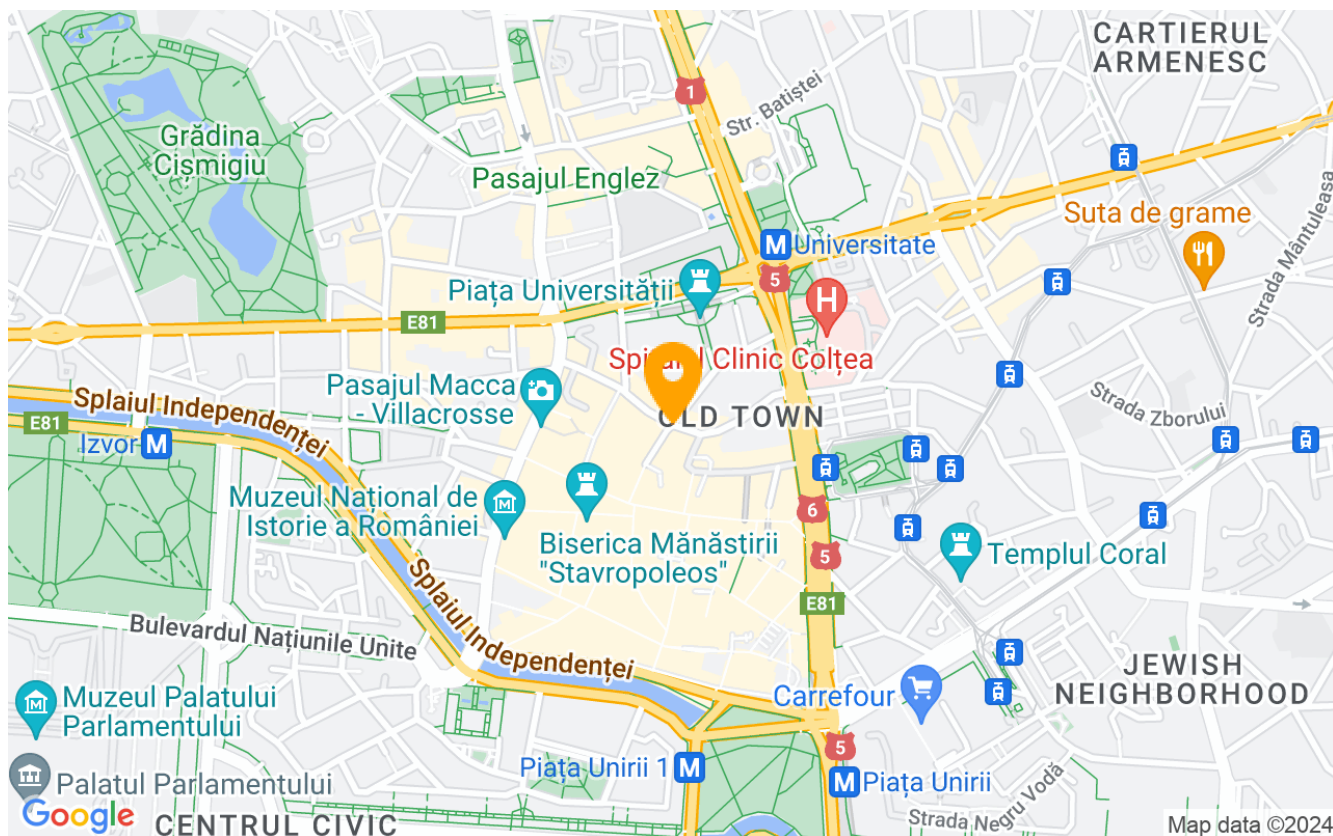 CARTIERUL
ARMENESC
1
Str. Batiștei
Grădina
Cișmigiu
Pasajul Englez
Suta de grame
Strada Mântuleasa
M Universitate
5
Piața Universității
H
E81
Spitalul Clinic Colțea
Pasajul Macca
- Villacrosse
Splaiul Independenței
OLD TOWN
Strada Zborului
E81
Izvor M
Muzeul Național de
Istorie a României
6
Biserica Mănăstirii
"Stavropoleos"
5
Templul Coral
Splaiul Independenței
E81
Bulevardul Națiunile Unite
JEWISH
NEIGHBORHOOD
Muzeul Palatului
Parlamentului
Carrefour
5
Piața Unirii 1 M
M Piața Unirii
Palatul Parlamentului
Strada Negru Vodă
Google
CENTRUL CIVIC
Map data ©2024